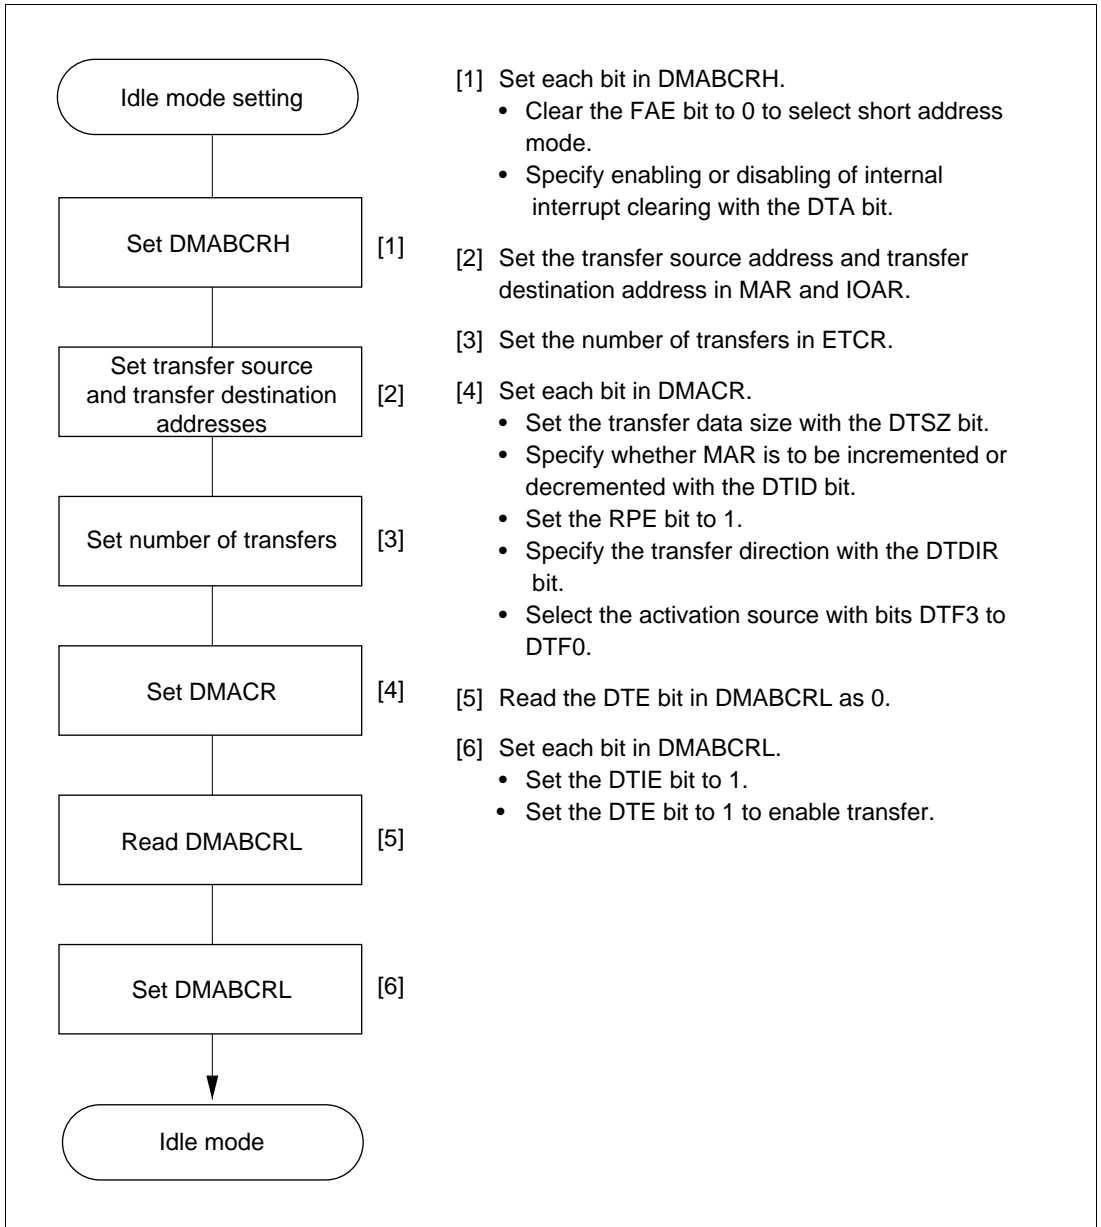 Idle mode setting
Set DMABCRH
[1]
Set transfer source
and transfer destination
addresses
[2]
Set number of transfers
[3]
Set DMACR
[4]
Read DMABCRL
[5]
Set DMABCRL
[6]
Idle mode
[1] Set each bit in DMABCRH.
• Clear the FAE bit to 0 to select short address
mode.
• Specify enabling or disabling of internal
interrupt clearing with the DTA bit.
[2] Set the transfer source address and transfer
destination address in MAR and IOAR.
[3] Set the number of transfers in ETCR.
[4] Set each bit in DMACR.
• Set the transfer data size with the DTSZ bit.
• Specify whether MAR is to be incremented or
decremented with the DTID bit.
• Set the RPE bit to 1.
• Specify the transfer direction with the DTDIR
bit.
• Select the activation source with bits DTF3 to
DTF0.
[5] Read the DTE bit in DMABCRL as 0.
[6] Set each bit in DMABCRL.
• Set the DTIE bit to 1.
• Set the DTE bit to 1 to enable transfer.